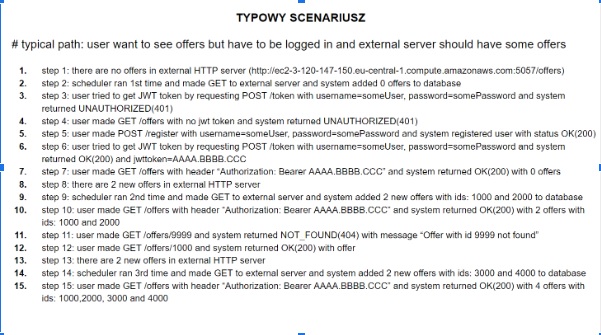 TYPOWY SCENARIUSZ
# typical path: user want to see offers but have to be logged in and external server should have some offers
1. step 1: there are no offers in external HTTP server (http://ec2-3-120-147-150.eu-central-1.compute.amazonaws.com:5057/offers)
2. step 2: scheduler ran 1st time and made GET to external server and system added 0 offers to database
3. step 3: user tried to get JWT token by requesting POST /token with username=someUser, password=somePassword and system
returned UNAUTHORIZED(401)
4. step 4: user made GET /offers with no jwt token and system returned UNAUTHORIZED(401)
5. step 5: user made POST /register with username=someUser, password=somePassword and system registered user with status OK(200)
6. step 6: user tried to get JWT token by requesting POST /token with username=someUser, password=somePassword and system
returned OK(200) and jwttoken=AAAA.BBBB.CCC
7. step 7: user made GET /offers with header “Authorization: Bearer AAAA.BBBB.CCC” and system returned OK(200) with 0 offers
8. step 8: there are 2 new offers in external HTTP server
9. step 9: scheduler ran 2nd time and made GET to external server and system added 2 new offers with ids: 1000 and 2000 to database
10. step 10: user made GET /offers with header “Authorization: Bearer AAAA.BBBB.CCC” and system returned OK(200) with 2 offers with
ids: 1000 and 2000
11. step 11: user made GET /offers/9999 and system returned NOT_FOUND(404) with message “Offer with id 9999 not found”
12. step 12: user made GET /offers/1000 and system returned OK(200) with offer
13. step 13: there are 2 new offers in external HTTP server
14. step 14: scheduler ran 3rd time and made GET to external server and system added 2 new offers with ids: 3000 and 4000 to database
15. step 15: user made GET /offers with header “Authorization: Bearer AAAA.BBBB.CCC” and system returned OK(200) with 4 offers with
ids: 1000,2000, 3000 and 4000